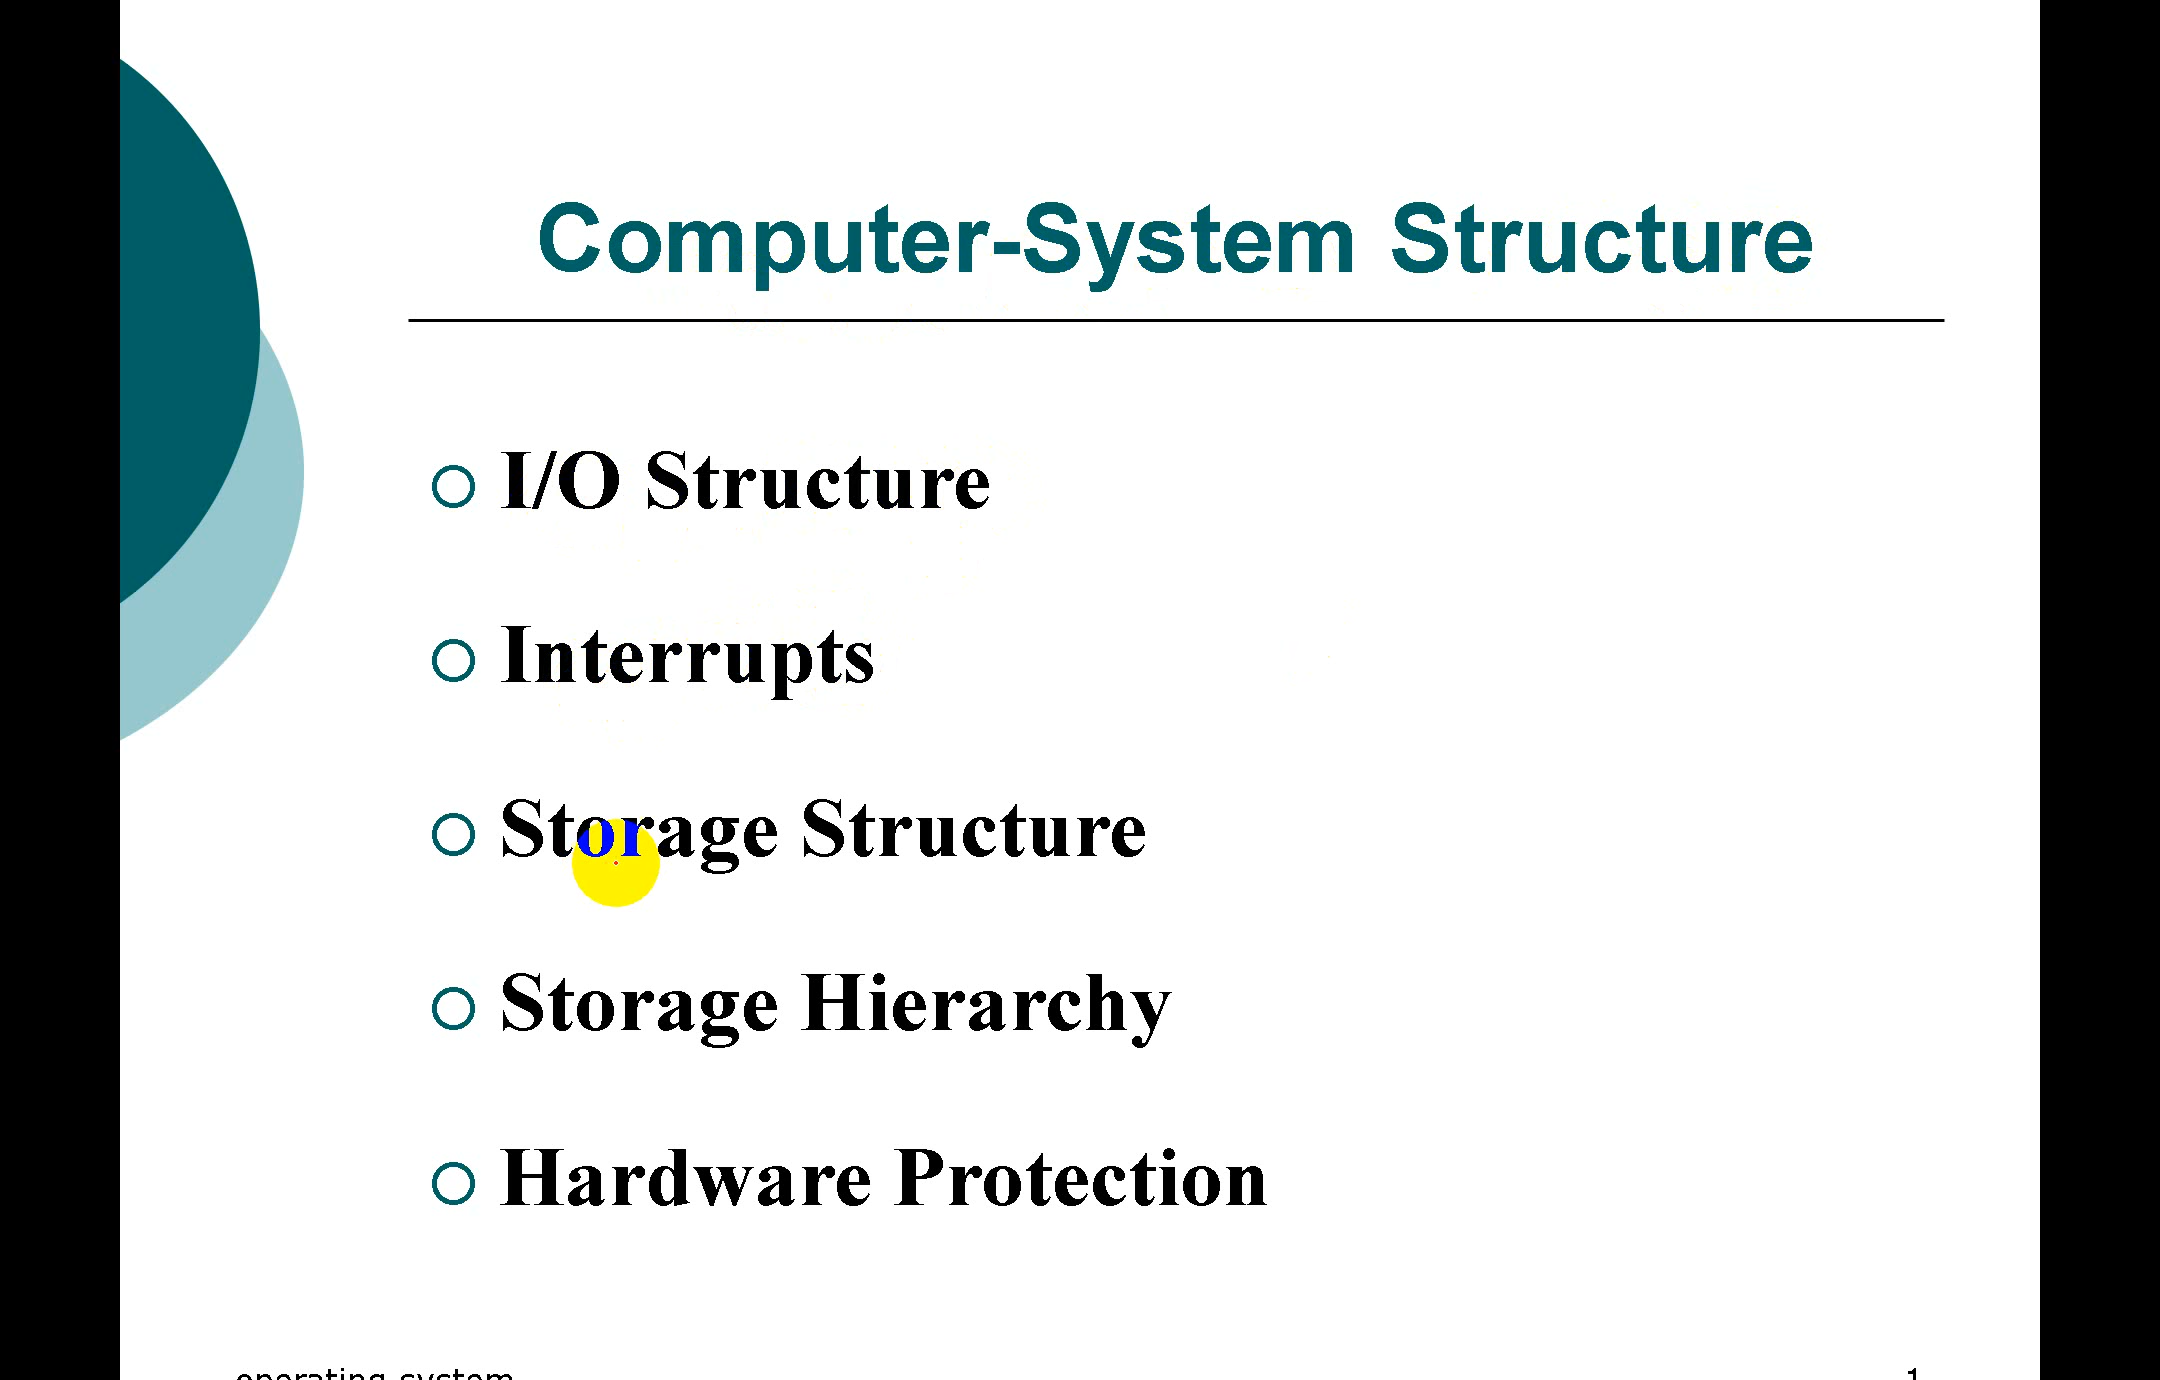 Computer-System Structure
I/O Structure
Interrupts
Storage Structure
Storage Hierarchy
Hardware Protection
operating system
1